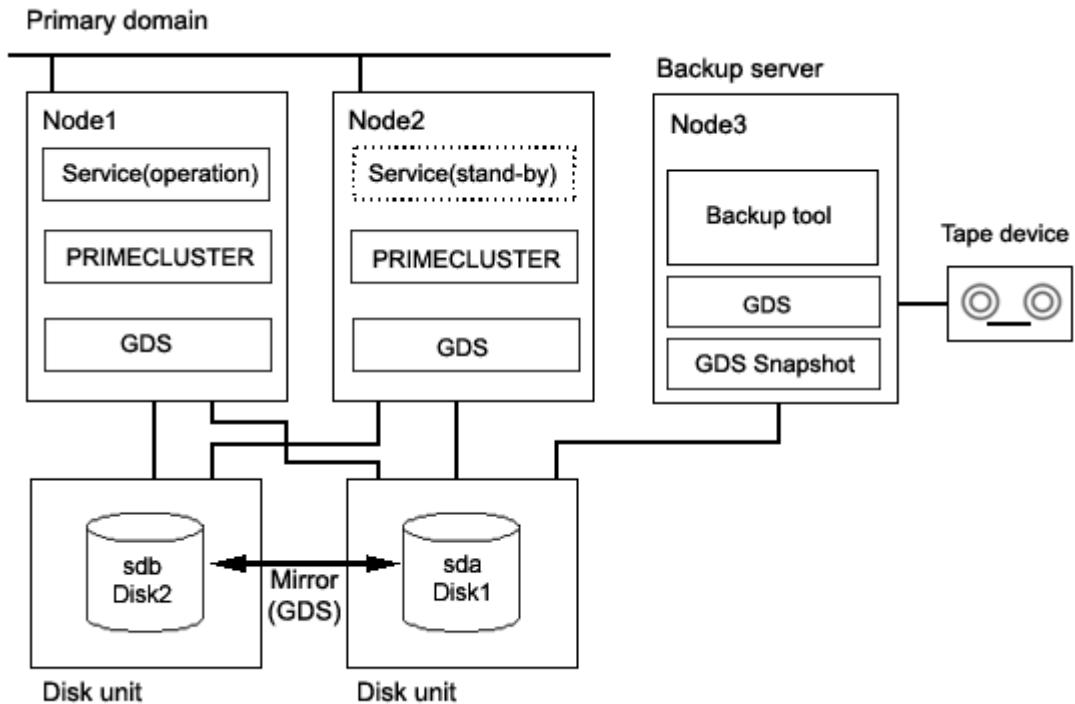 Primary domain
Backup server
Node1
Service(operation)
PRIMECLUSTER
GDS
Node2
Service(stand-by)
PRIMECLUSTER
GDS
Node3
Backup tool
GDS
GDS Snapshot
Tape device
sdb
Disk2
Mirror
(GDS)
sda
Disk1
Disk unit
Disk unit